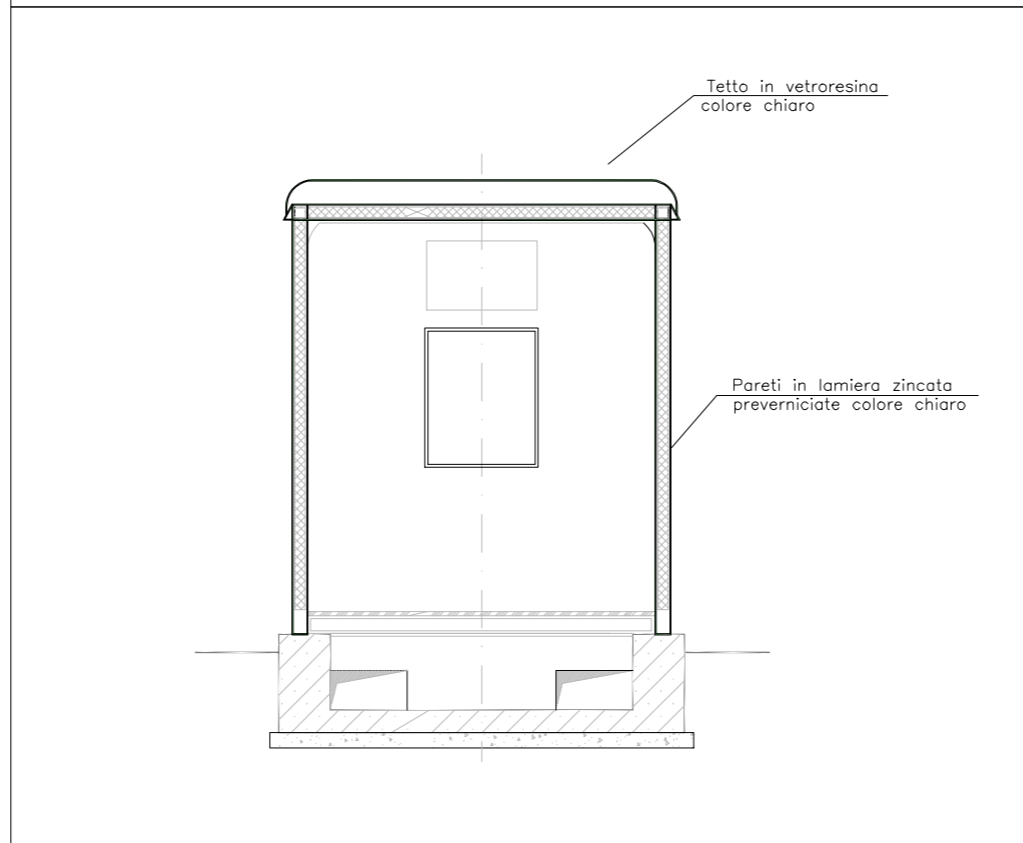 Tetto in vetroresina
colore chiaro
Pareti in lamiera zincata
preverniciate colore chiaro